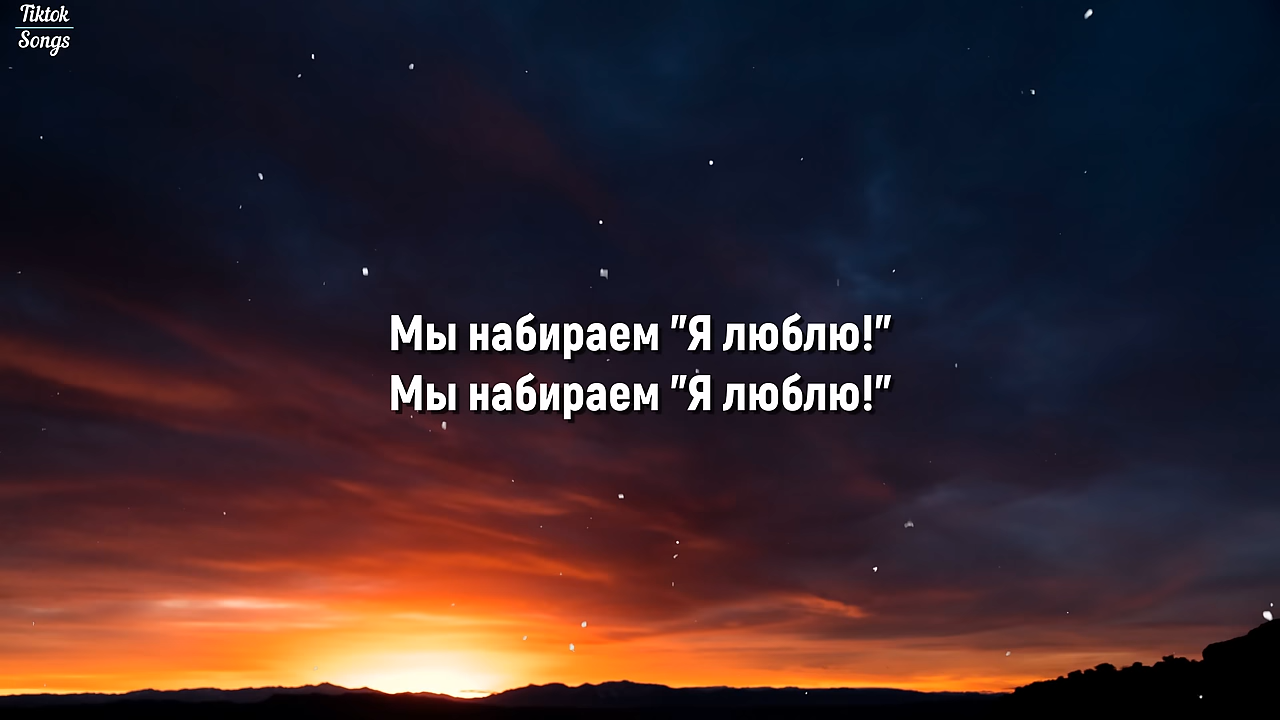 Tiktok
Songs
Мы набираем "Я люблю!"
Мы набираем "Я люблю!"